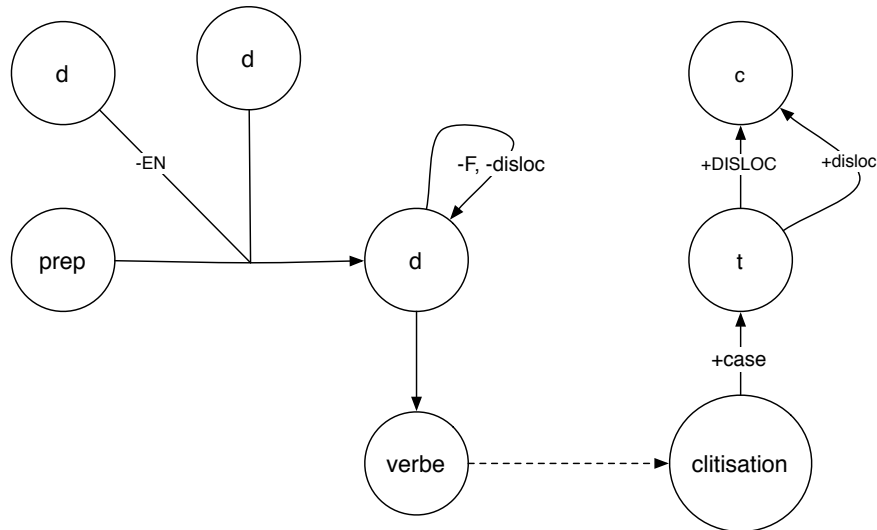 d
d
c
-EN
-F, -disloc
+DISLOC
+disloc
prep
d
t
+case
verbe
clitisation